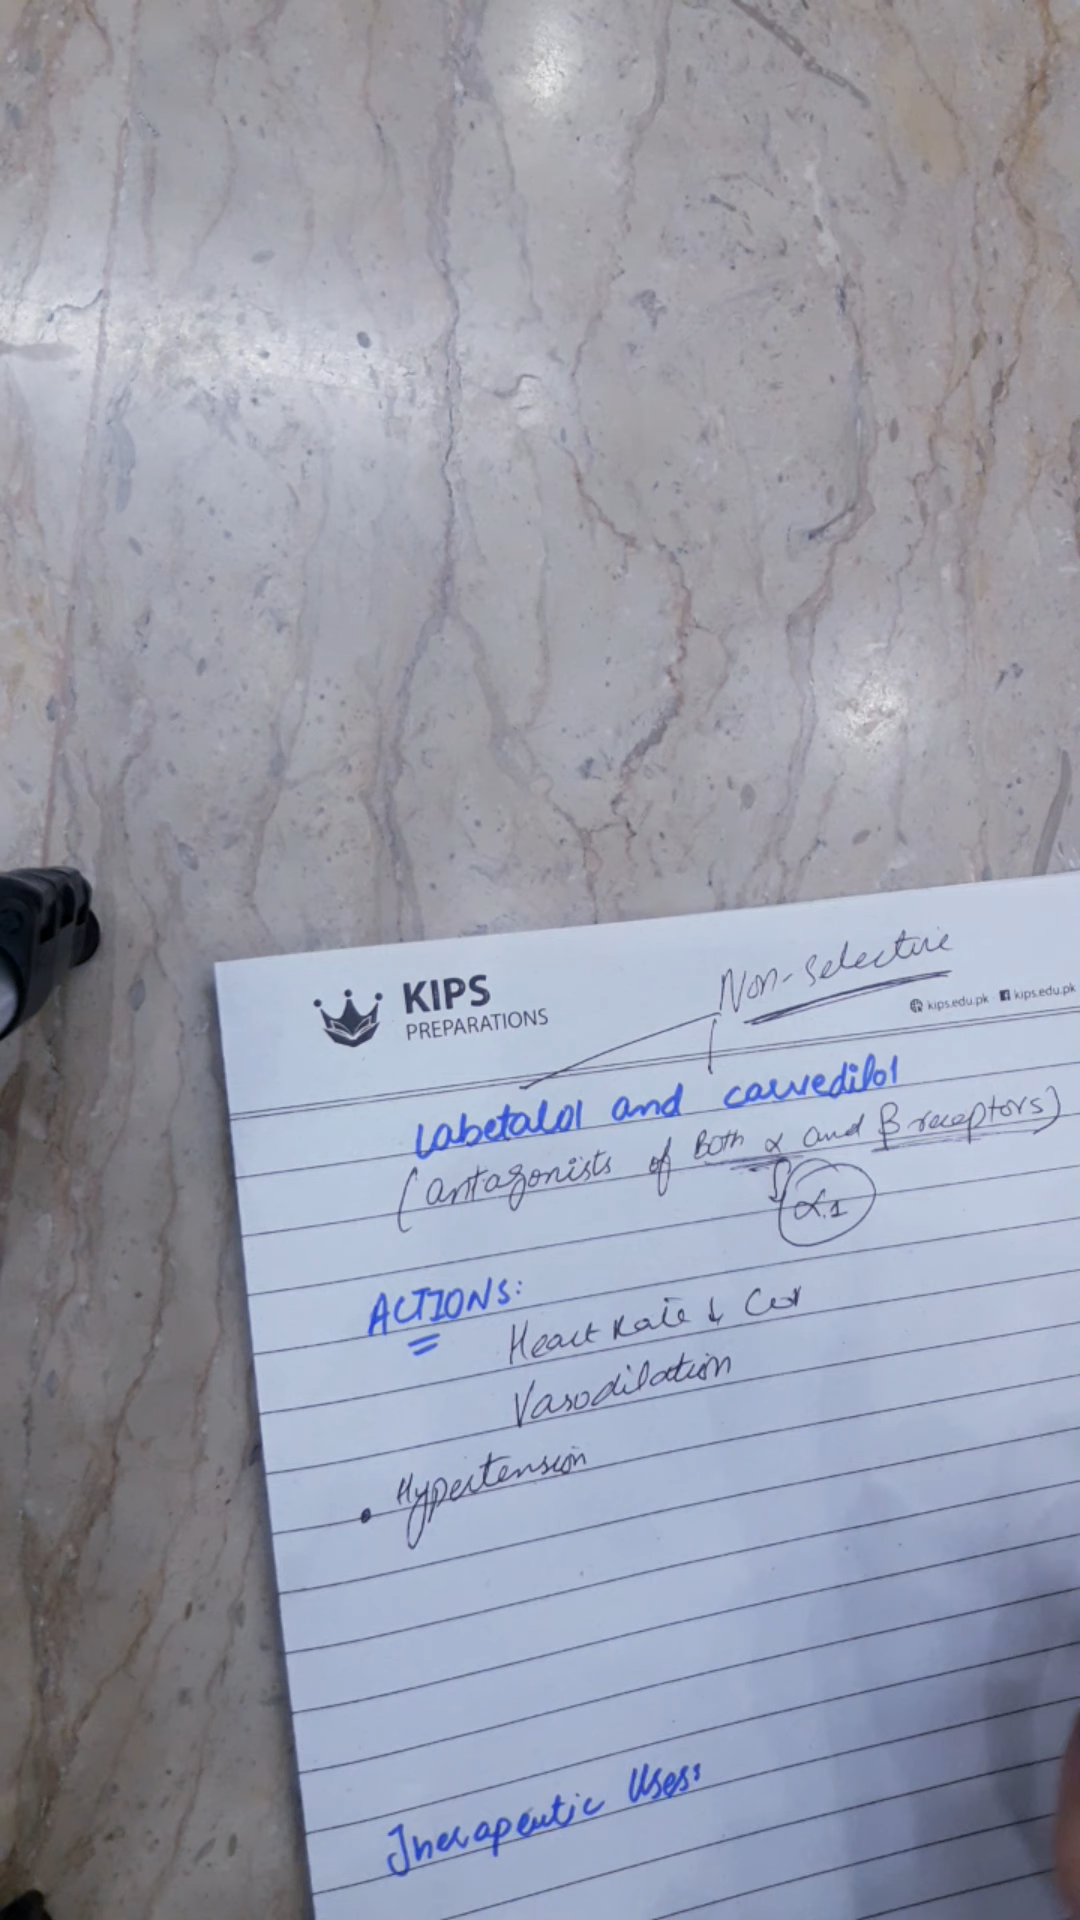 KIPS
PREPARATIONS
Non-selective
kips.edu.pk kips.edu.pk
Labetalol and carvedilol
(antagonists of Both α and β receptors)
α1
ACTIONS:
Heart Rate ↓
Vasodilation
• Hypertension
Therapeutic Uses: